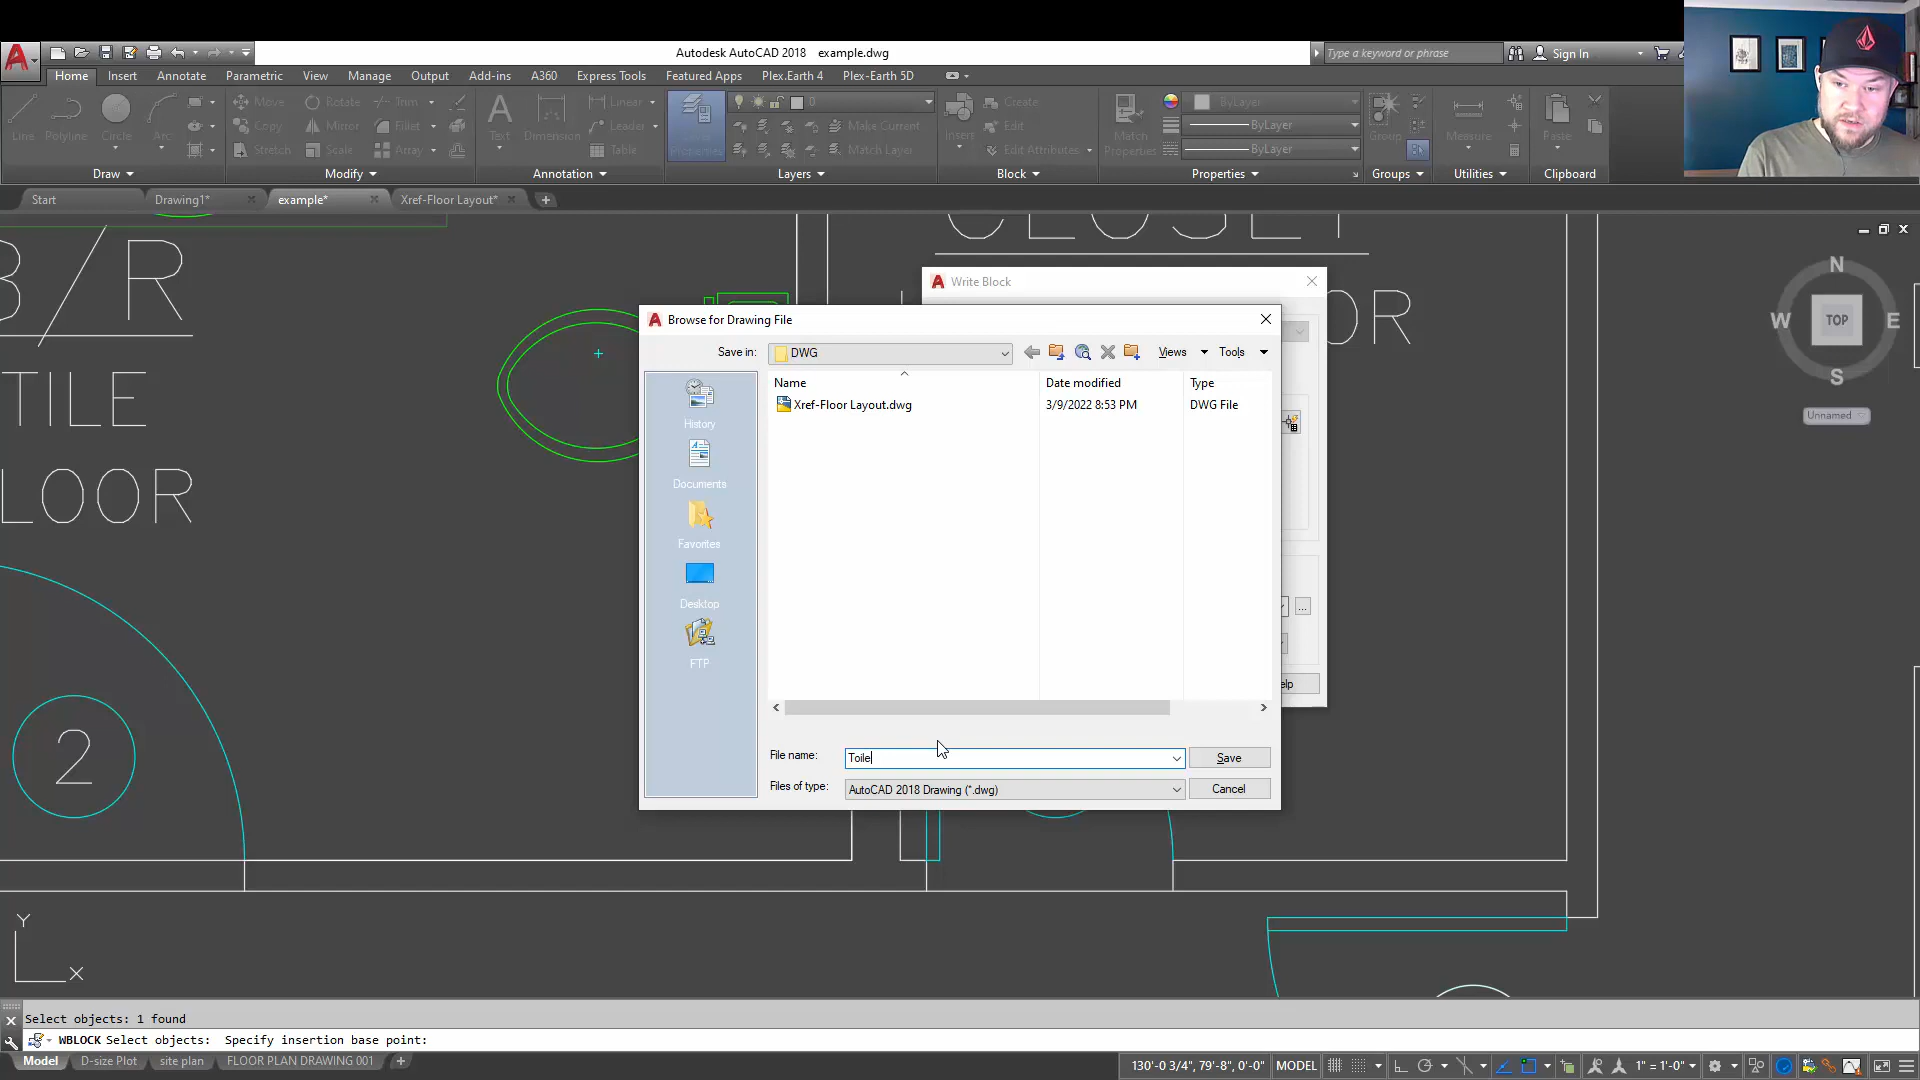 Autodesk AutoCAD 2018 example.dwg
Type a keyword or phrase
Sign In
Home Insert Annotate Parametric View Manage Output Add-ins A360 Express Tools Featured Apps Plex.Earth 4 Plex-Earth 5D
Line Polyline Circle Arc
Move Rotate Trim
Copy Mirror Fillet
Stretch Scale Array
Text Dimension
Linear
Leader
Table
Layer
Properties
0
Make Current
Match Layer
Insert
Create
Edit
Edit Attributes
Match
Properties
ByLayer
ByLayer
ByLayer
Group
Measure
Paste
Draw Modify Annotation Layers Block Properties Groups Utilities Clipboard
Start Drawing1* example* Xref-Floor Layout*
B/R
TILE
LOOR
CLOSET
OR
2
N
W TOP E
S
Unnamed
Write Block
Browse for Drawing File
Save in: DWG
Views Tools
Name Date modified Type
Xref-Floor Layout.dwg 3/9/2022 8:53 PM DWG File
History
Documents
Favorites
Desktop
FTP
...
elp
File name: Toile Save
Files of type: AutoCAD 2018 Drawing (*.dwg) Cancel
Y
X
Select objects: 1 found
WBLOCK Select objects: Specify insertion base point:
Model D-size Plot site plan FLOOR PLAN DRAWING 001
130'-0 3/4", 79'-8", 0'-0" MODEL 1" = 1'-0"